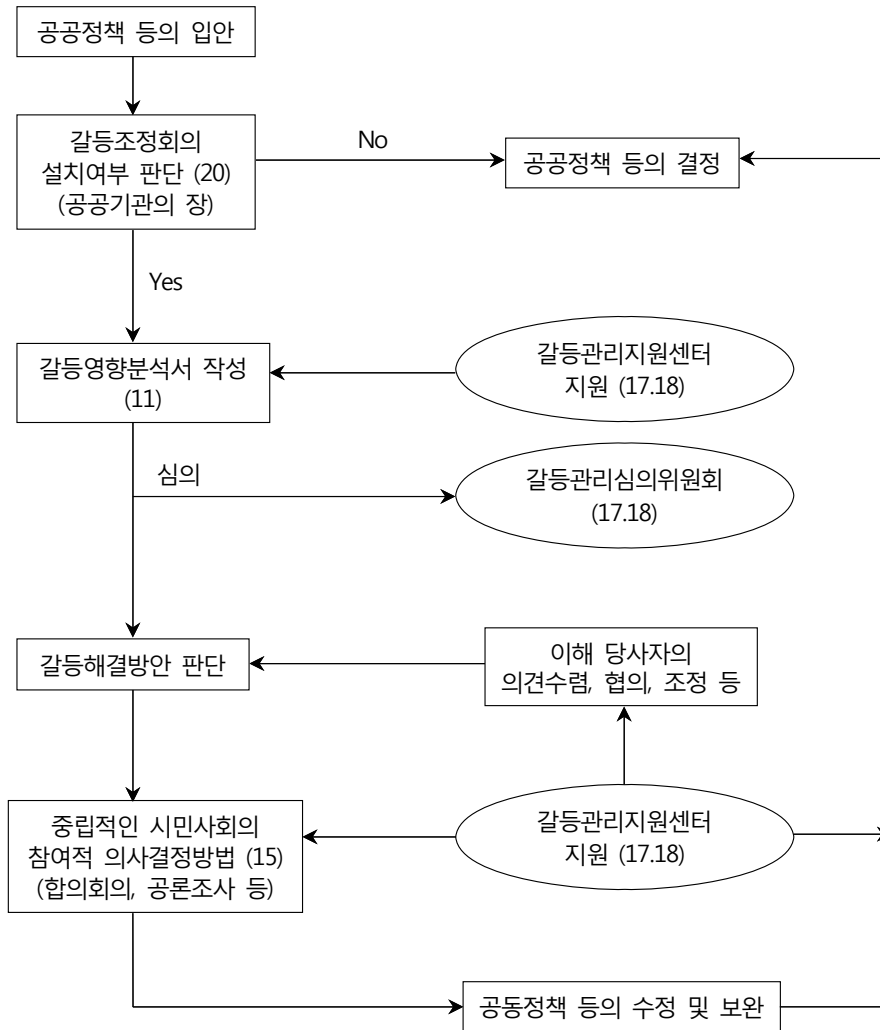 공공정책 등의 입안
갈등조정회의
설치여부 판단 (20)
(공공기관의 장)
No
공공정책 등의 결정
Yes
갈등영향분석서 작성
(11)
갈등관리지원센터
지원 (17.18)
심의
갈등관리심의위원회
(17.18)
갈등해결방안 판단
이해 당사자의
의견수렴, 협의, 조정 등
중립적인 시민사회의
참여적 의사결정방법 (15)
(합의회의, 공론조사 등)
갈등관리지원센터
지원 (17.18)
공동정책 등의 수정 및 보완